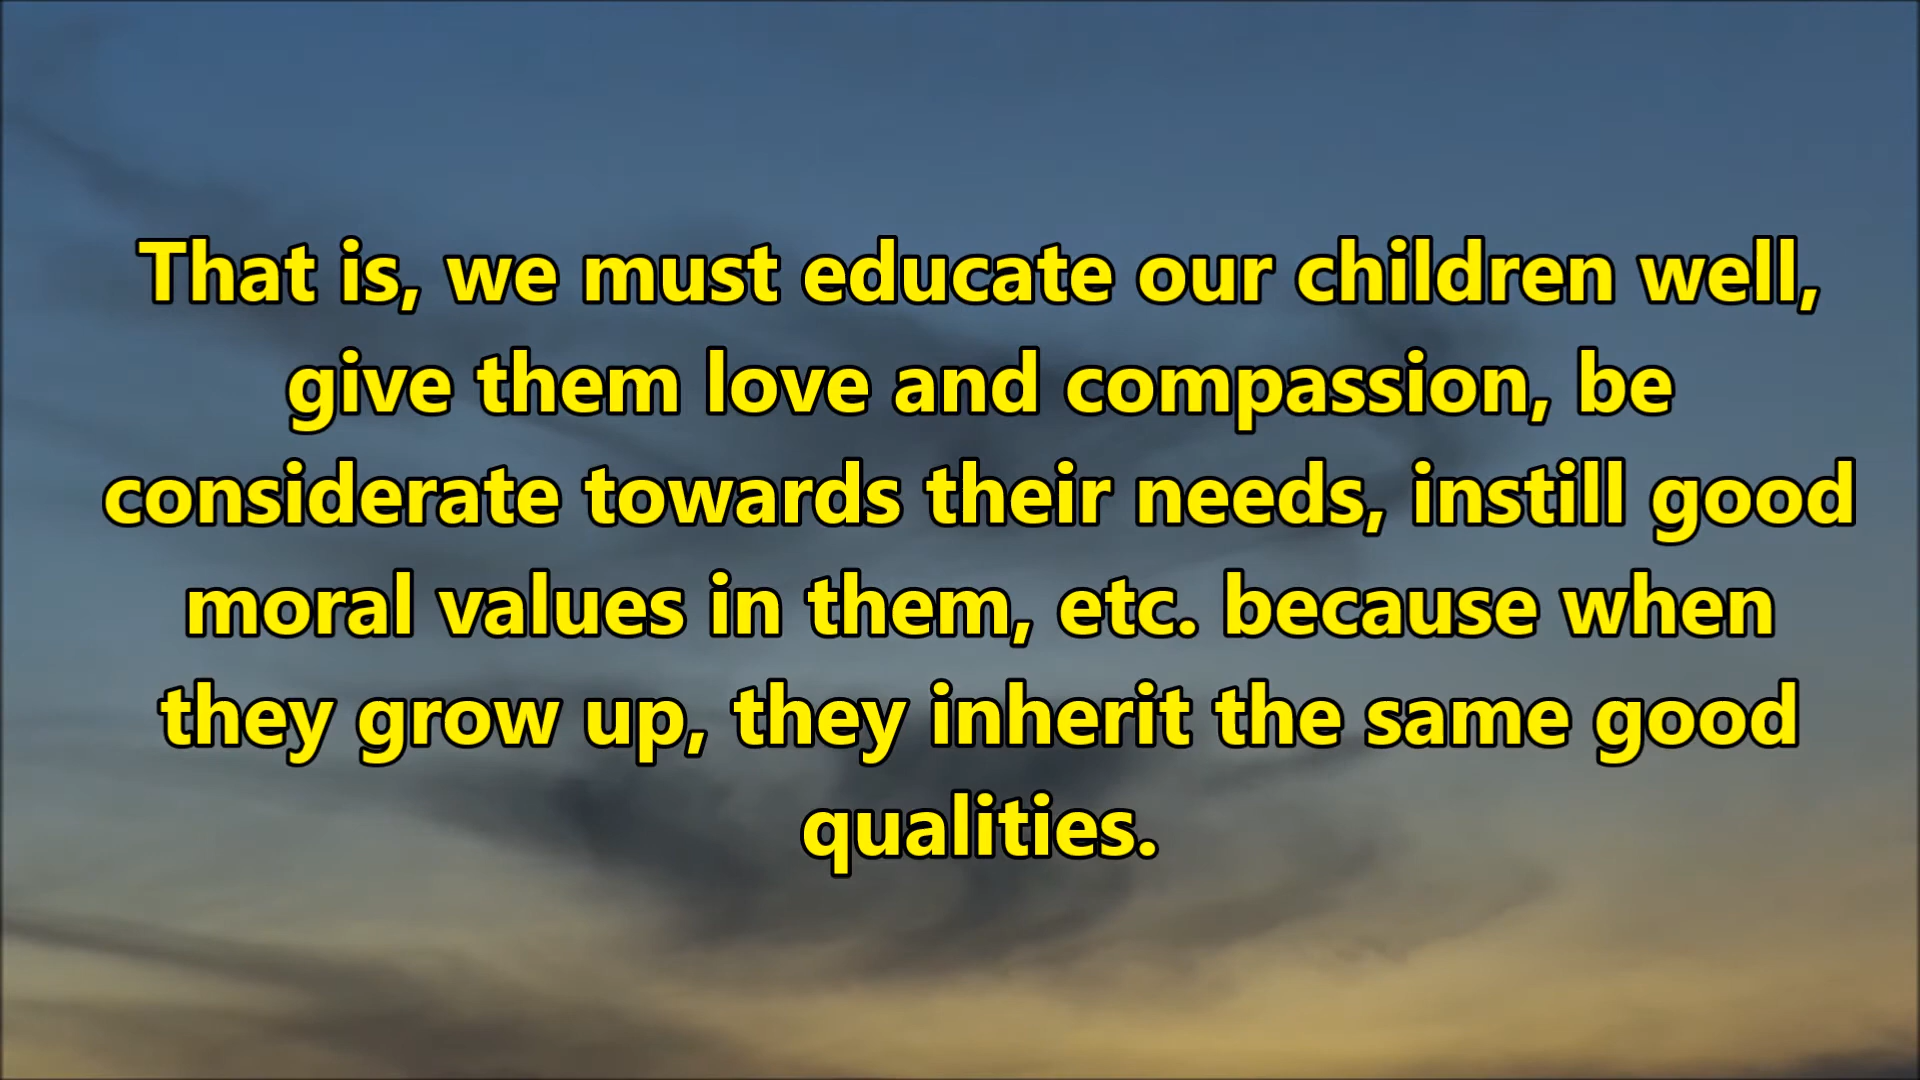 That is, we must educate our children well,
give them love and compassion, be
considerate towards their needs, instill good
moral values in them, etc. because when
they grow up, they inherit the same good
qualities.